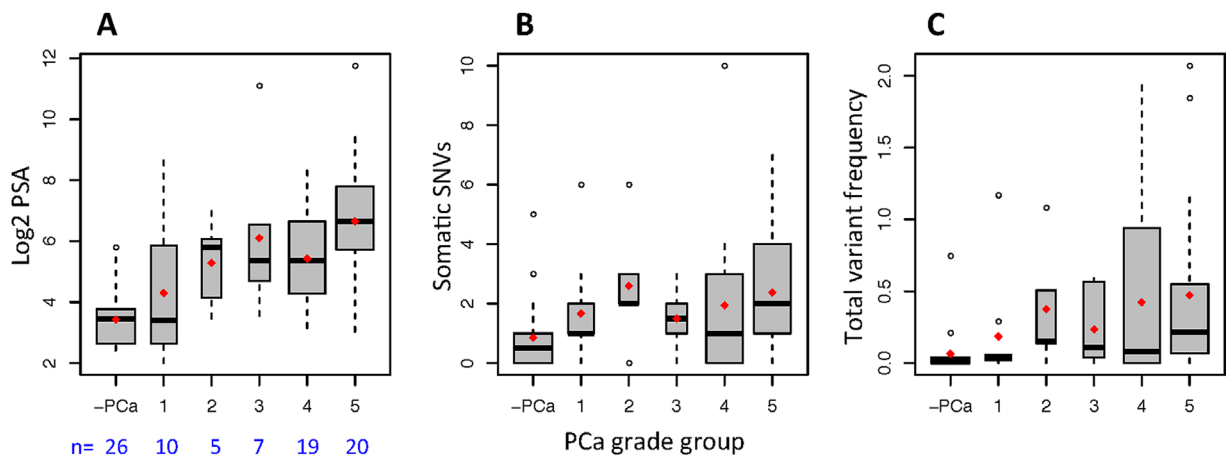 A
B
C
Log2 PSA
12
10
8
6
4
2
−PCa 1 2 3 4 5
Somatic SNVs
10
8
6
4
2
0
−PCa 1 2 3 4 5
Total variant frequency
2.0
1.5
1.0
0.5
0.0
−PCa 1 2 3 4 5
n= 26 10 5 7 19 20
PCa grade group